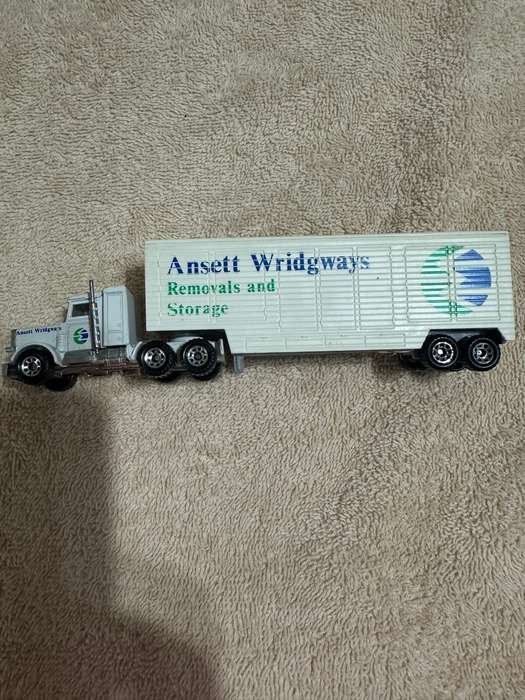 Ansett Wridgways
Removals and
Storage
Ansett Wridgways